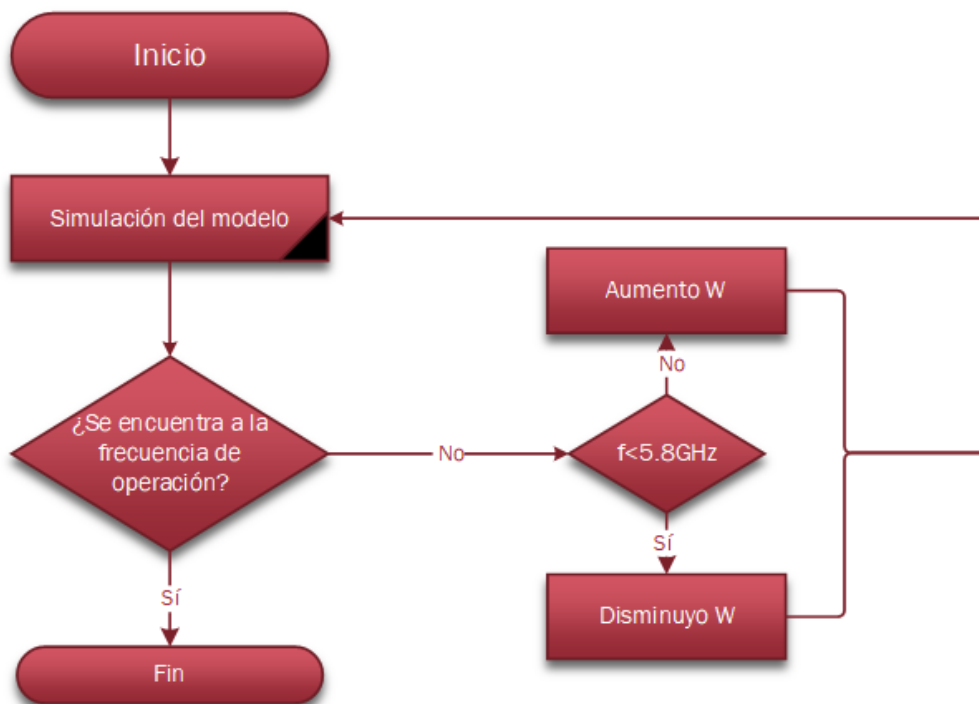 Inicio
Simulación del modelo
Aumento W
No
¿Se encuentra a la
frecuencia de
operación?
No
f<5.8GHz
Sí
Sí
Disminuyo W
Fin